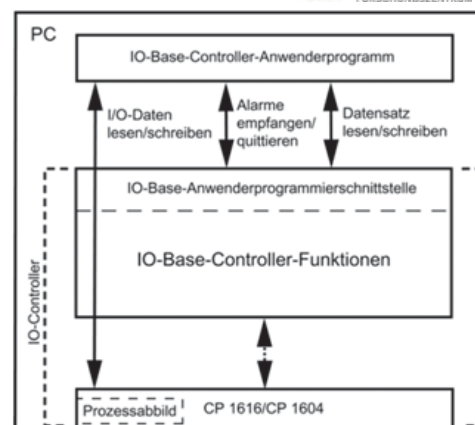 PC
IO-Base-Controller-Anwenderprogramm
I/O-Daten
lesen/schreiben
Alarme
empfangen/
quittieren
Datensatz
lesen/schreiben
IO-Base-Anwenderprogrammierschnittstelle
IO-Base-Controller-Funktionen
IO-Controller
Prozessabbild
CP 1616/CP 1604